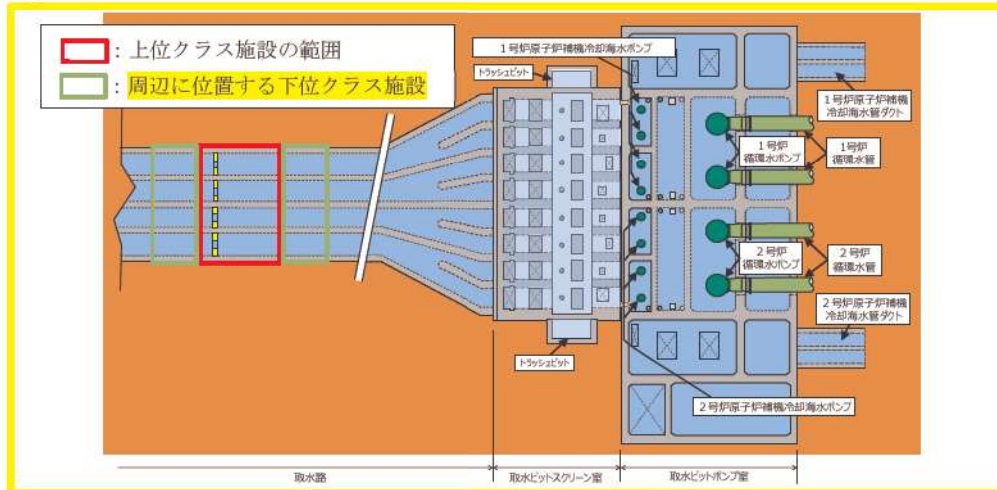 ：上位クラス施設の範囲
：周辺に位置する下位クラス施設
1号炉原子炉補機冷却海水ポンプ
トラッシュピット
1号炉原子炉補機
冷却海水管ダクト
1号炉
循環水ポンプ
1号炉
循環水管
2号炉
循環水ポンプ
2号炉
循環水管
2号炉原子炉補機
冷却海水管ダクト
トラッシュピット
2号炉原子炉補機冷却海水ポンプ
取水路
取水ピットスクリーン室
取水ピットポンプ室